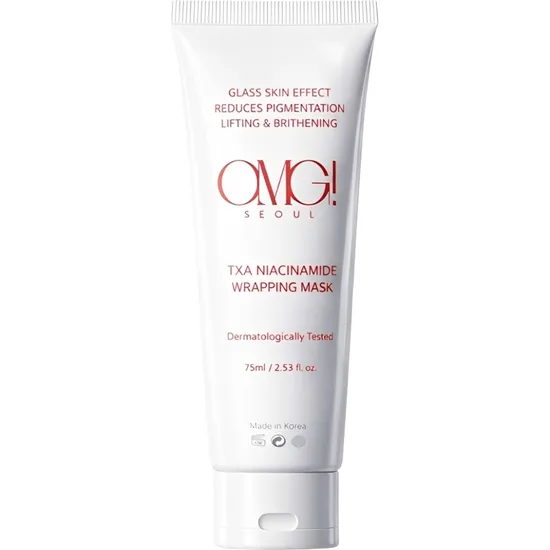 GLASS SKIN EFFECT
REDUCES PIGMENTATION
LIFTING & BRITHENING
OMG!
SEOUL
TXA NIACINAMIDE
WRAPPING MASK
Dermatologically Tested
75ml / 2.53 fl. oz.
Made in Korea